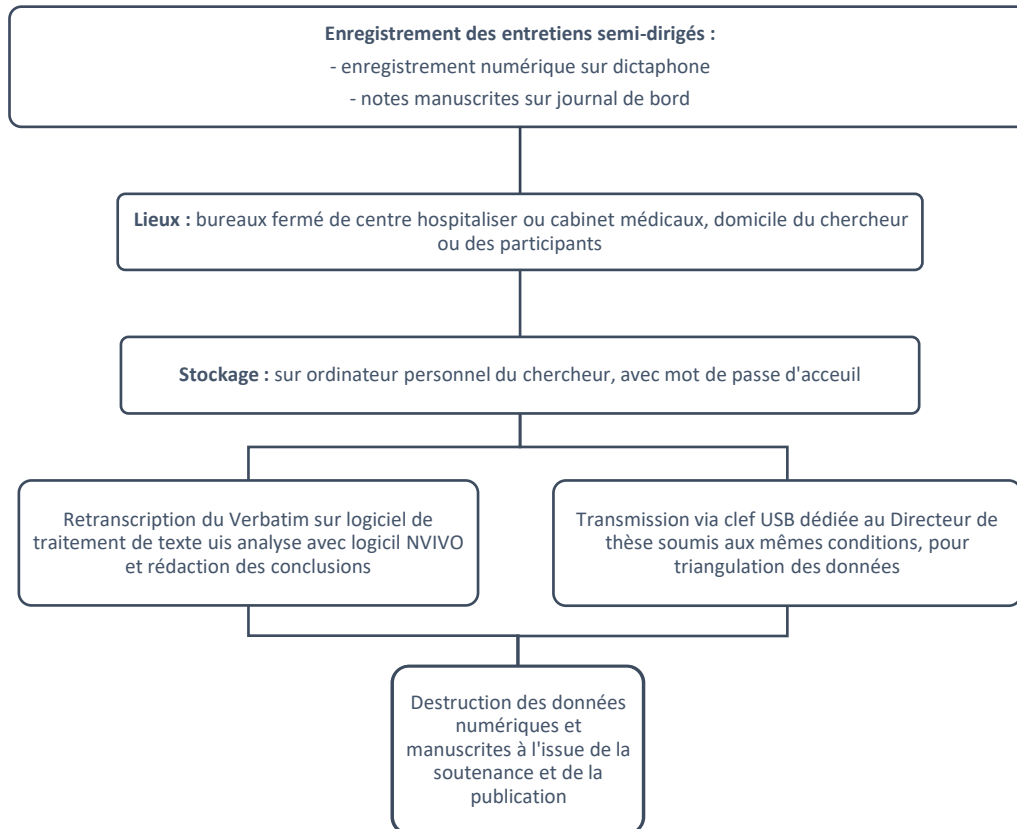 Enregistrement des entretiens semi-dirigés :
- enregistrement numérique sur dictaphone
- notes manuscrites sur journal de bord
Lieux : bureaux fermé de centre hospitaliser ou cabinet médicaux, domicile du chercheur
ou des participants
Stockage : sur ordinateur personnel du chercheur, avec mot de passe d'acceuil
Retranscription du Verbatim sur logiciel de
traitement de texte uis analyse avec logicil NVIVO
et rédaction des conclusions
Transmission via clef USB dédiée au Directeur de
thèse soumis aux mêmes conditions, pour
triangulation des données
Destruction des données
numériques et
manuscrites à l'issue de la
soutenance et de la
publication